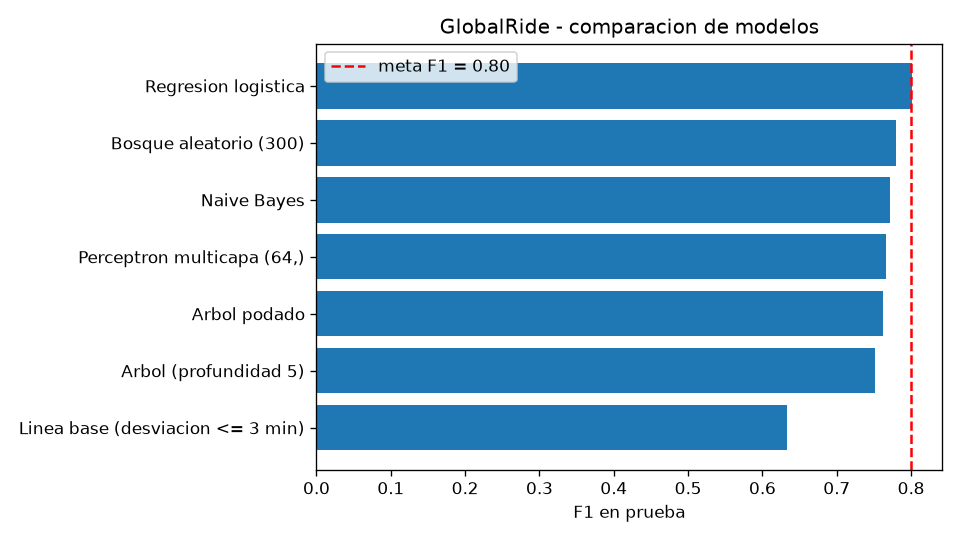 GlobalRide - comparacion de modelos
meta F1 = 0.80
Regresion logistica
Bosque aleatorio (300)
Naive Bayes
Perceptron multicapa (64,)
Arbol podado
Arbol (profundidad 5)
Linea base (desviacion <= 3 min)
0.0 0.1 0.2 0.3 0.4 0.5 0.6 0.7 0.8
F1 en prueba